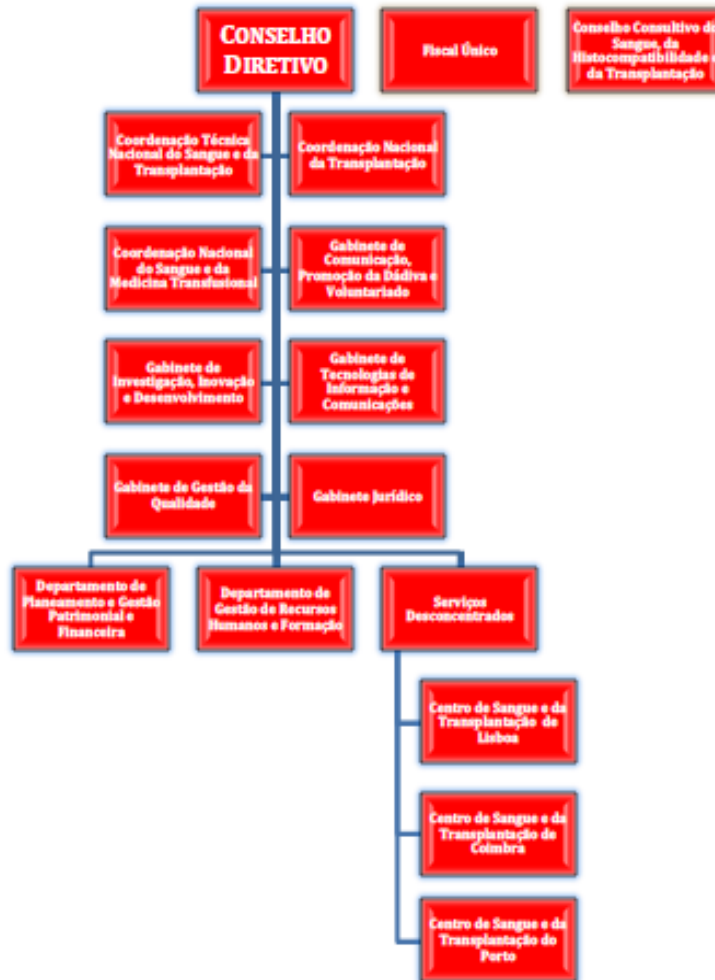 CONSELHO
DIRETIVO
Fiscal Único
Conselho Consultivo du
Sangue, da
Histocompatibilidade e
da Transplantação
Coordenação Técnica
Nacional do Sangue e da
Transplantação
Coordenação Nacional
da Transplantação
Coordenação Nacional
do Sangue e da
Medicina Transfusional
Gabinete de
Comunicação,
Promoção da Dádiva e
Voluntariado
Gabinete de
Investigação, Inovação
e Desenvolvimento
Gabinete de
Tecnologias de
Informação e
Comunicações
Gabinete de Gestão da
Qualidade
Gabinete Jurídico
Departamento de
Planeamento e Gestão
Patrimonial e
Financeira
Departamento de
Gestão de Recursos
Humanos e Formação
Serviços
Desconcentrados
Centro de Sangue e da
Transplantação de
Lisboa
Centro de Sangue e da
Transplantação de
Coimbra
Centro de Sangue e da
Transplantação do
Porto